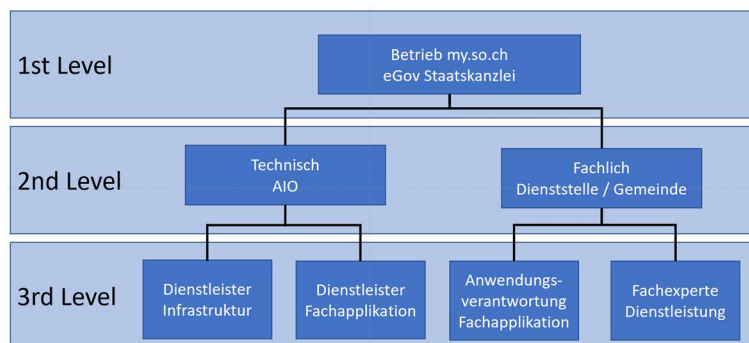 1st Level
Betrieb my.so.ch
eGov Staatskanzlei
2nd Level
Technisch
AIO
Fachlich
Dienststelle / Gemeinde
3rd Level
Dienstleister
Infrastruktur
Dienstleister
Fachapplikation
Anwendungs-
verantwortung
Fachapplikation
Fachexperte
Dienstleistung